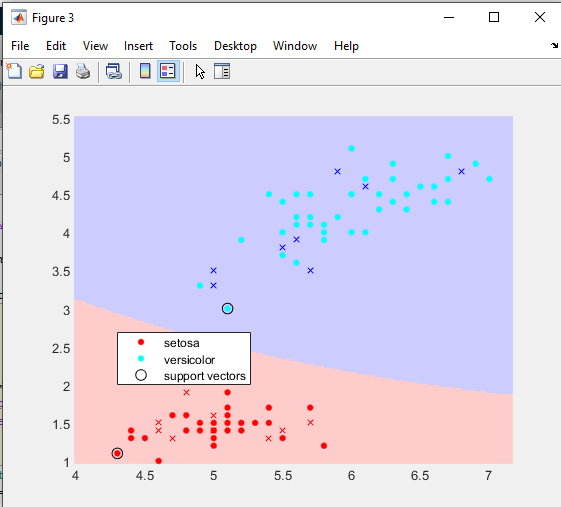 Figure 3
File Edit View Insert Tools Desktop Window Help
5.5
5
4.5
4
3.5
3
2.5
2
1.5
1
setosa
versicolor
support vectors
4 4.5 5 5.5 6 6.5 7